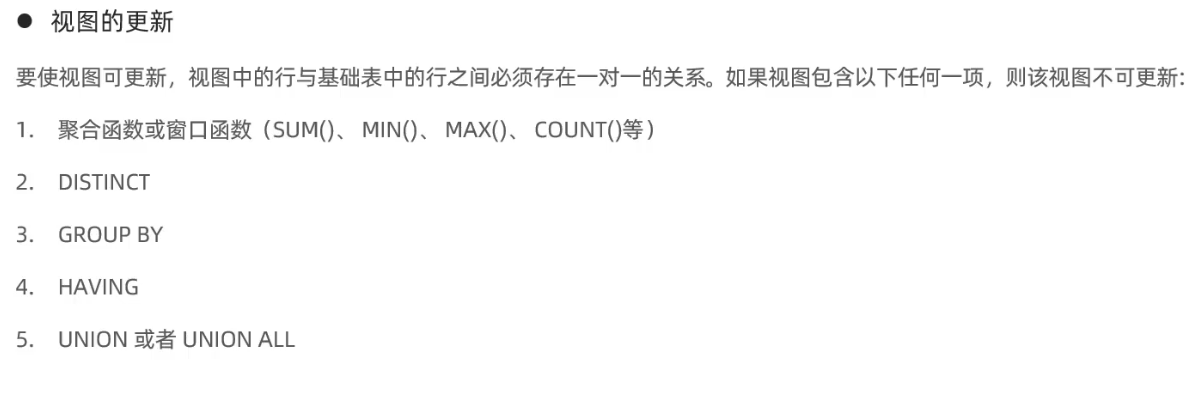 ● 视图的更新
要使视图可更新，视图中的行与基础表中的行之间必须存在一对一的关系。如果视图包含以下任何一项，则该视图不可更新：
1. 聚合函数或窗口函数（SUM()、 MIN()、 MAX()、 COUNT()等）
2. DISTINCT
3. GROUP BY
4. HAVING
5. UNION 或者 UNION ALL